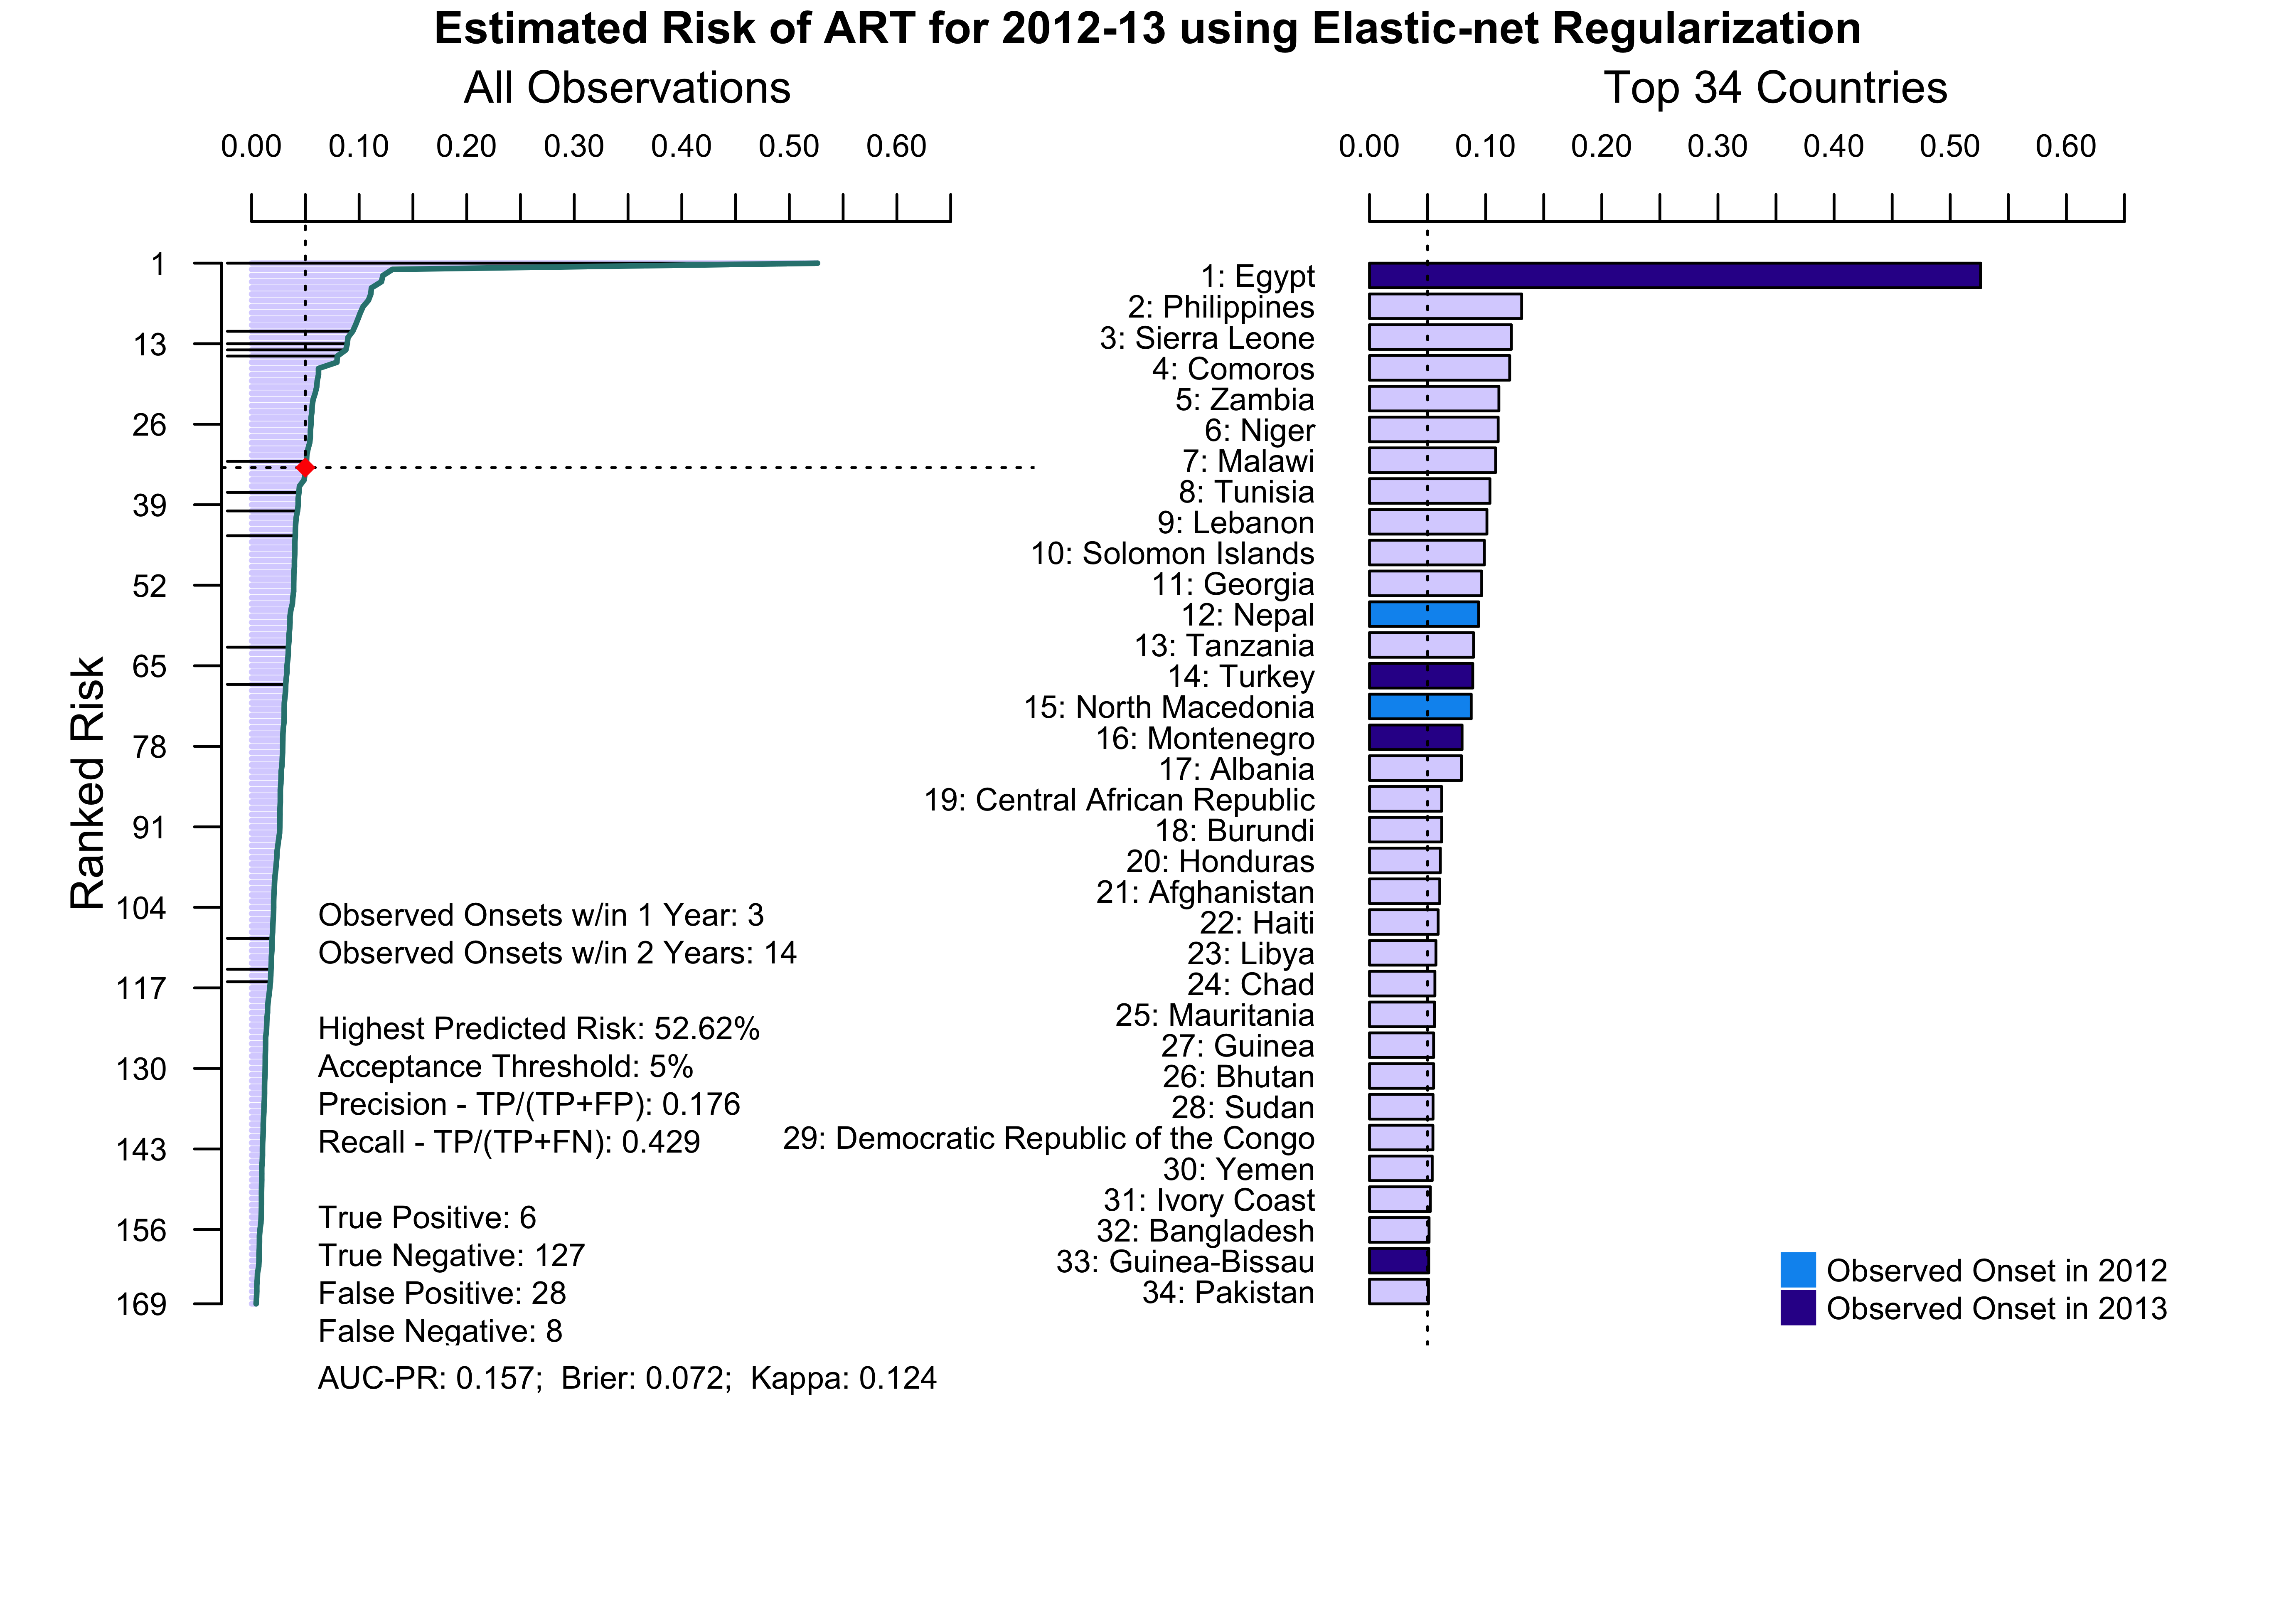 Estimated Risk of ART for 2012-13 using Elastic-net Regularization
All Observations
0.00 0.10 0.20 0.30 0.40 0.50 0.60
Ranked Risk
1
13
26
39
52
65
78
91
104
117
130
143
156
169
Observed Onsets w/in 1 Year: 3
Observed Onsets w/in 2 Years: 14
Highest Predicted Risk: 52.62%
Acceptance Threshold: 5%
Precision - TP/(TP+FP): 0.176
Recall - TP/(TP+FN): 0.429
True Positive: 6
True Negative: 127
False Positive: 28
False Negative: 8
AUC-PR: 0.157; Brier: 0.072; Kappa: 0.124
Top 34 Countries
0.00 0.10 0.20 0.30 0.40 0.50 0.60
1: Egypt
2: Philippines
3: Sierra Leone
4: Comoros
5: Zambia
6: Niger
7: Malawi
8: Tunisia
9: Lebanon
10: Solomon Islands
11: Georgia
12: Nepal
13: Tanzania
14: Turkey
15: North Macedonia
16: Montenegro
17: Albania
19: Central African Republic
18: Burundi
20: Honduras
21: Afghanistan
22: Haiti
23: Libya
24: Chad
25: Mauritania
27: Guinea
26: Bhutan
28: Sudan
29: Democratic Republic of the Congo
30: Yemen
31: Ivory Coast
32: Bangladesh
33: Guinea-Bissau
34: Pakistan
Observed Onset in 2012
Observed Onset in 2013